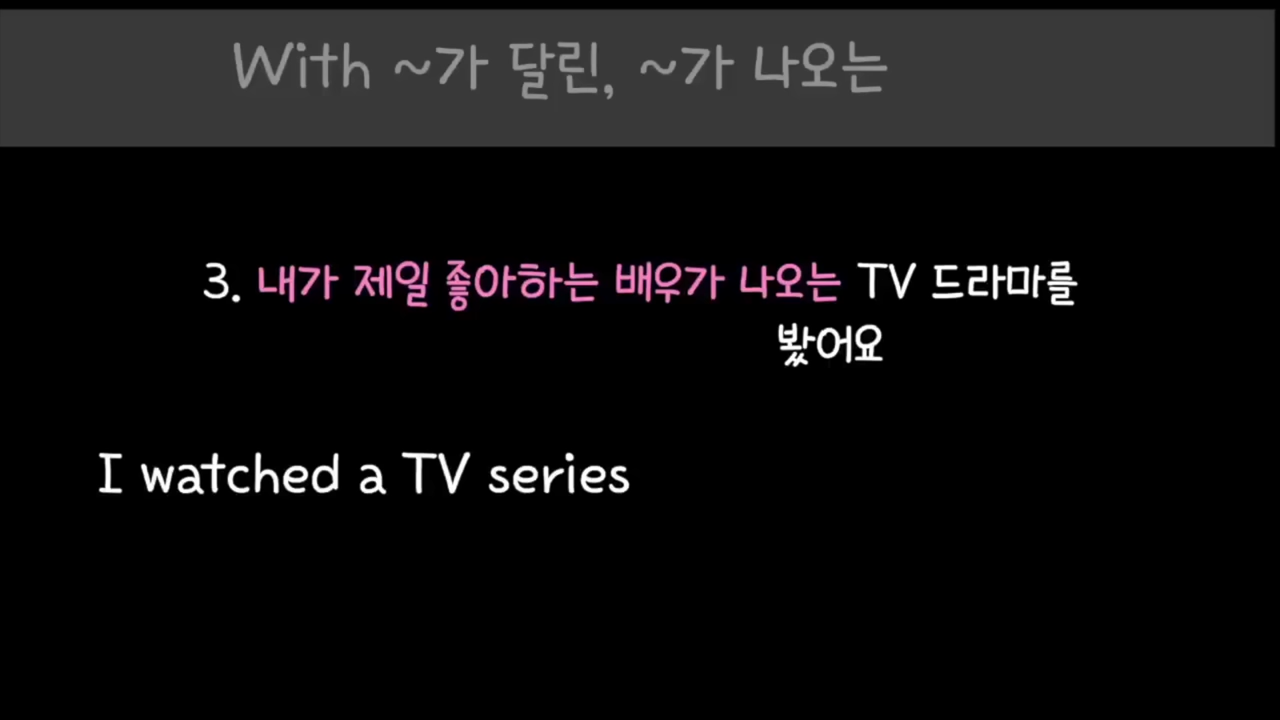 With ~가 달린, ~가 나오는
3. 내가 제일 좋아하는 배우가 나오는 TV 드라마를
봤어요
I watched a TV series